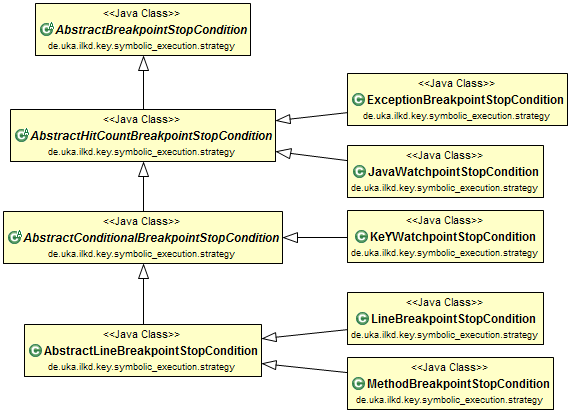 <<Java Class>>
AbstractBreakpointStopCondition
de.uka.ilkd.key.symbolic_execution.strategy
<<Java Class>>
AbstractHitCountBreakpointStopCondition
de.uka.ilkd.key.symbolic_execution.strategy
<<Java Class>>
AbstractConditionalBreakpointStopCondition
de.uka.ilkd.key.symbolic_execution.strategy
<<Java Class>>
AbstractLineBreakpointStopCondition
de.uka.ilkd.key.symbolic_execution.strategy
<<Java Class>>
ExceptionBreakpointStopCondition
de.uka.ilkd.key.symbolic_execution.strategy
<<Java Class>>
JavaWatchpointStopCondition
de.uka.ilkd.key.symbolic_execution.strategy
<<Java Class>>
KeYWatchpointStopCondition
de.uka.ilkd.key.symbolic_execution.strategy
<<Java Class>>
LineBreakpointStopCondition
de.uka.ilkd.key.symbolic_execution.strategy
<<Java Class>>
MethodBreakpointStopCondition
de.uka.ilkd.key.symbolic_execution.strategy